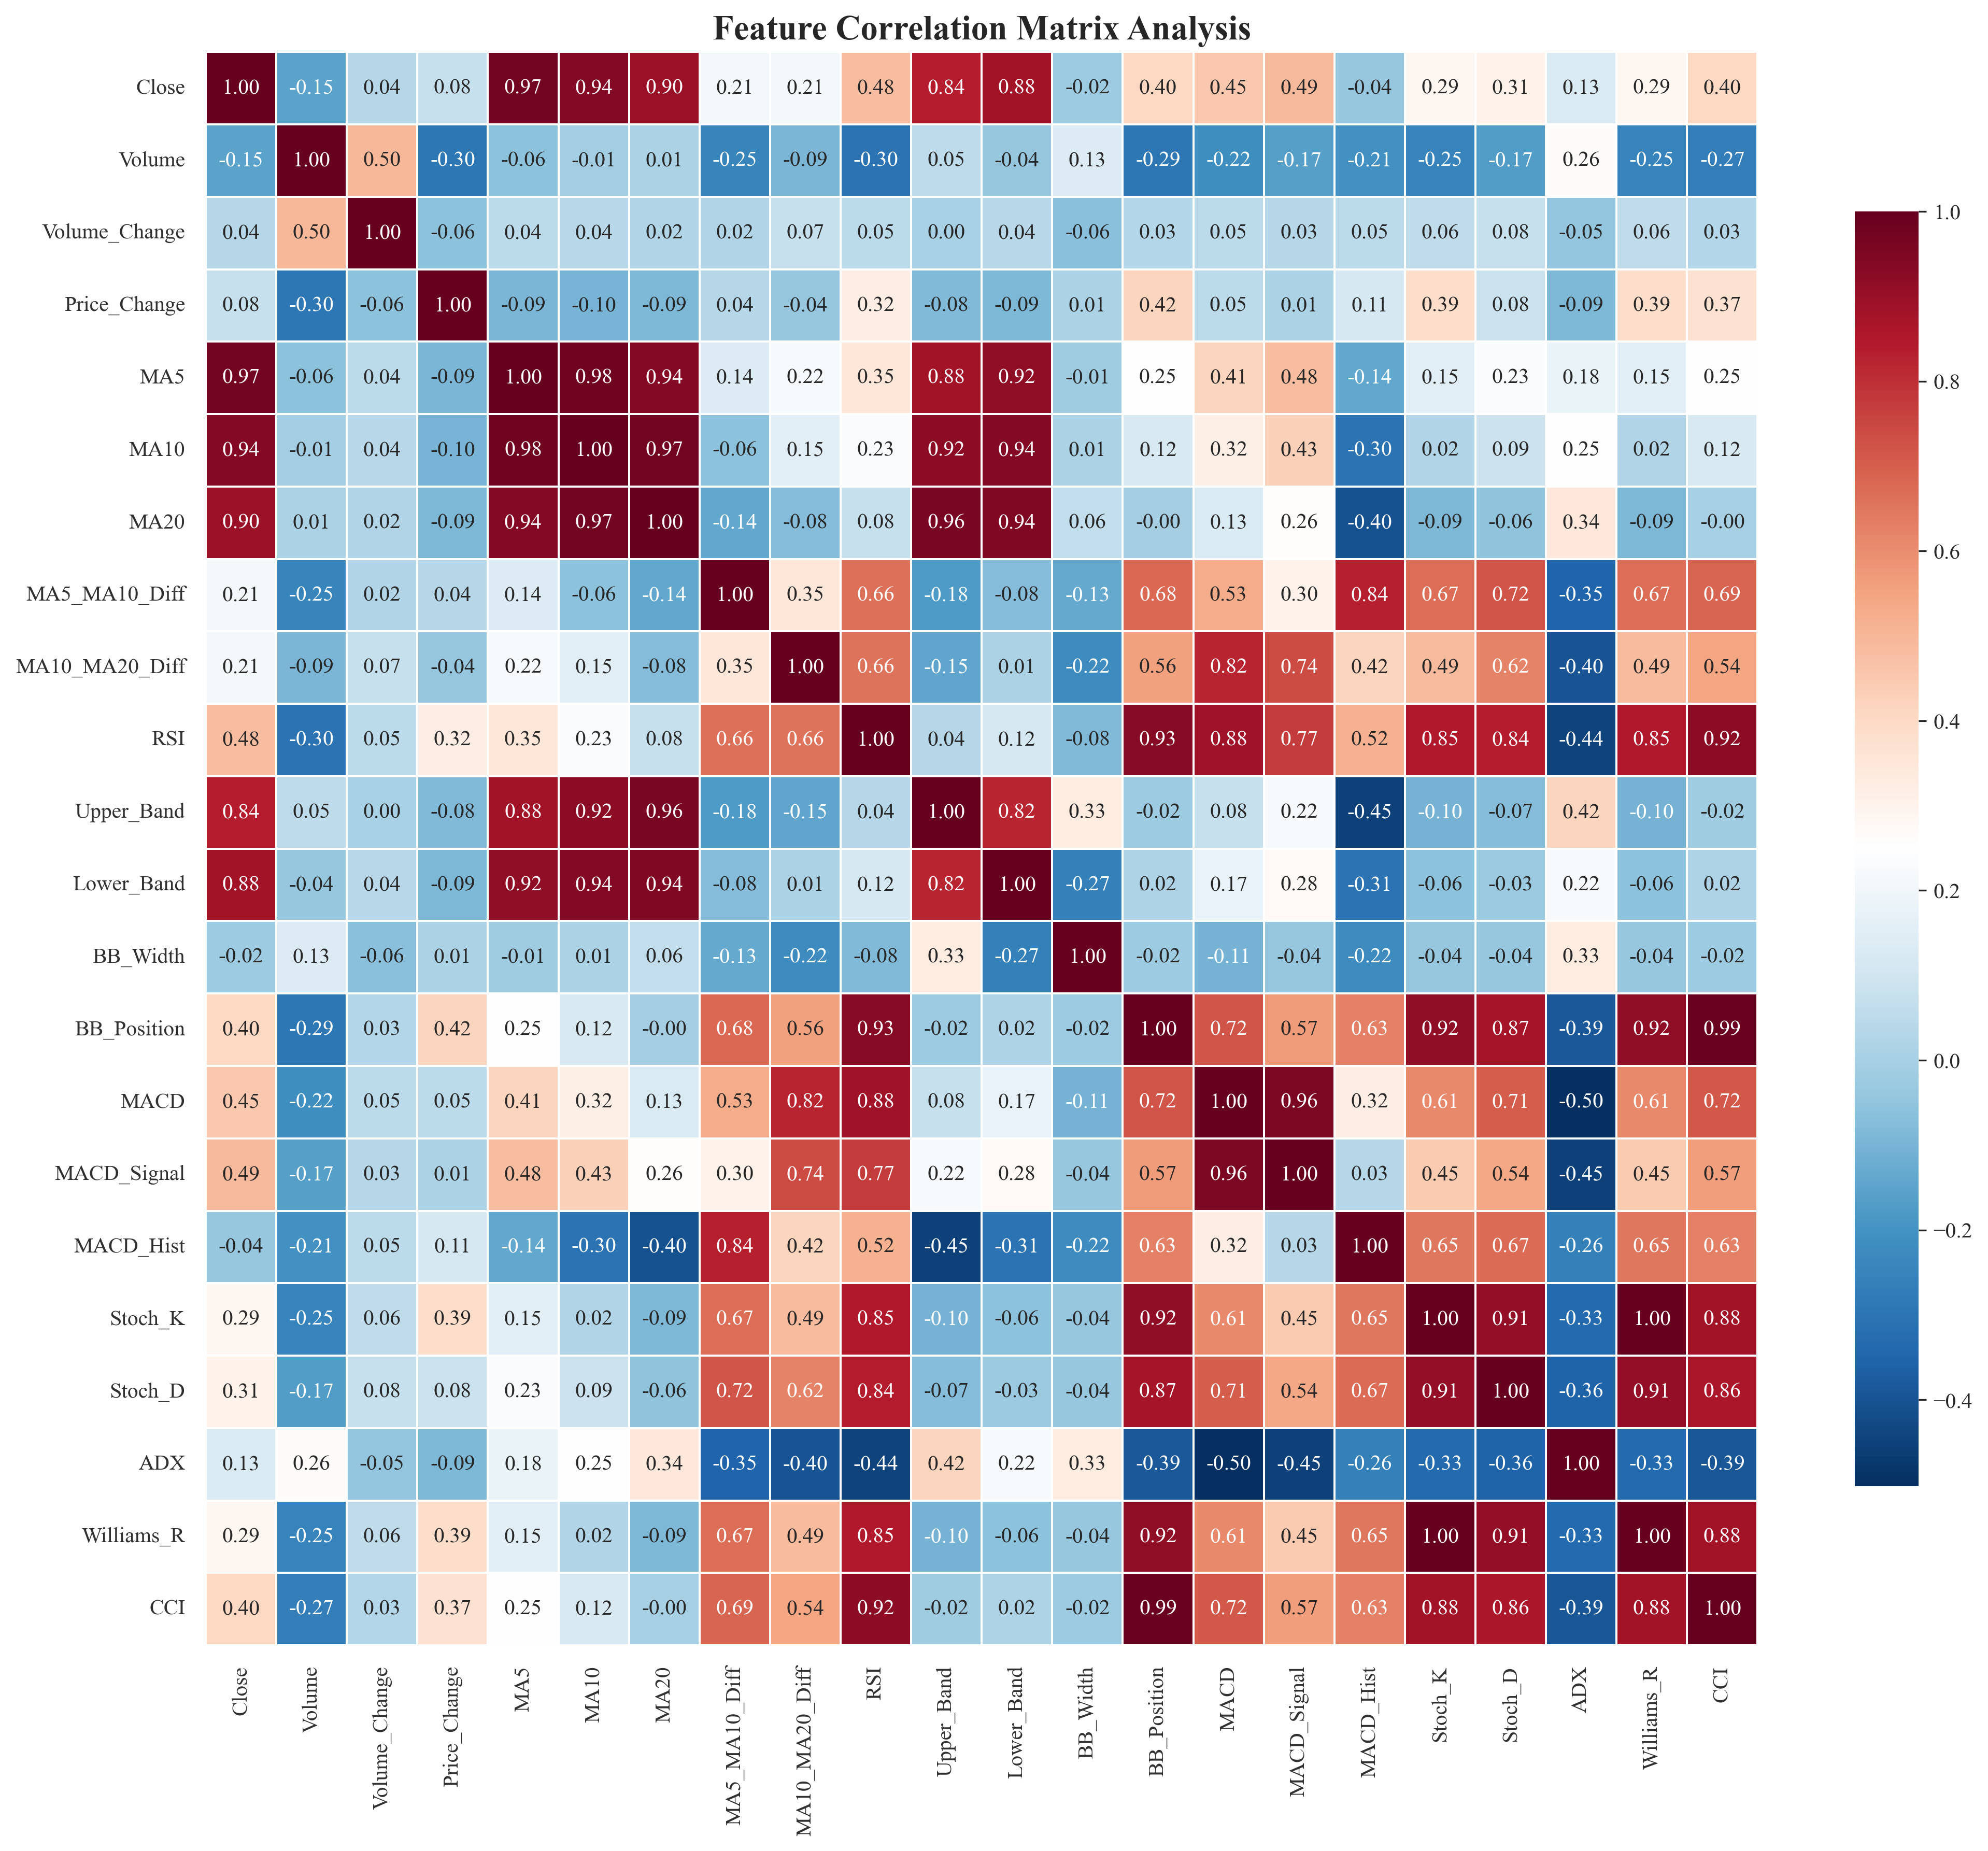 Feature Correlation Matrix Analysis
Close 1.00 -0.15 0.04 0.08 0.97 0.94 0.90 0.21 0.21 0.48 0.84 0.88 -0.02 0.40 0.45 0.49 -0.04 0.29 0.31 0.13 0.29 0.40
Volume -0.15 1.00 0.50 -0.30 -0.06 -0.01 0.01 -0.25 -0.09 -0.30 0.05 -0.04 0.13 -0.29 -0.22 -0.17 -0.21 -0.25 -0.17 0.26 -0.25 -0.27
Volume_Change 0.04 0.50 1.00 -0.06 0.04 0.04 0.02 0.02 0.07 0.05 0.00 0.04 -0.06 0.03 0.05 0.03 0.05 0.06 0.08 -0.05 0.06 0.03
Price_Change 0.08 -0.30 -0.06 1.00 -0.09 -0.10 -0.09 0.04 -0.04 0.32 -0.08 -0.09 0.01 0.42 0.05 0.01 0.11 0.39 0.08 -0.09 0.39 0.37
MA5 0.97 -0.06 0.04 -0.09 1.00 0.98 0.94 0.14 0.22 0.35 0.88 0.92 -0.01 0.25 0.41 0.48 -0.14 0.15 0.23 0.18 0.15 0.25
MA10 0.94 -0.01 0.04 -0.10 0.98 1.00 0.97 -0.06 0.15 0.23 0.92 0.94 0.01 0.12 0.32 0.43 -0.30 0.02 0.09 0.25 0.02 0.12
MA20 0.90 0.01 0.02 -0.09 0.94 0.97 1.00 -0.14 -0.08 0.08 0.96 0.94 0.06 -0.00 0.13 0.26 -0.40 -0.09 -0.06 0.34 -0.09 -0.00
MA5_MA10_Diff 0.21 -0.25 0.02 0.04 0.14 -0.06 -0.14 1.00 0.35 0.66 -0.18 -0.08 -0.13 0.68 0.53 0.30 0.84 0.67 0.72 -0.35 0.67 0.69
MA10_MA20_Diff 0.21 -0.09 0.07 -0.04 0.22 0.15 -0.08 0.35 1.00 0.66 -0.15 0.01 -0.22 0.56 0.82 0.74 0.42 0.49 0.62 -0.40 0.49 0.54
RSI 0.48 -0.30 0.05 0.32 0.35 0.23 0.08 0.66 0.66 1.00 0.04 0.12 -0.08 0.93 0.88 0.77 0.52 0.85 0.84 -0.44 0.85 0.92
Upper_Band 0.84 0.05 0.00 -0.08 0.88 0.92 0.96 -0.18 -0.15 0.04 1.00 0.82 0.33 -0.02 0.08 0.22 -0.45 -0.10 -0.07 0.42 -0.10 -0.02
Lower_Band 0.88 -0.04 0.04 -0.09 0.92 0.94 0.94 -0.08 0.01 0.12 0.82 1.00 -0.27 0.02 0.17 0.28 -0.31 -0.06 -0.03 0.22 -0.06 0.02
BB_Width -0.02 0.13 -0.06 0.01 -0.01 0.01 0.06 -0.13 -0.22 -0.08 0.33 -0.27 1.00 -0.02 -0.11 -0.04 -0.22 -0.04 -0.04 0.33 -0.04 -0.02
BB_Position 0.40 -0.29 0.03 0.42 0.25 0.12 -0.00 0.68 0.56 0.93 -0.02 0.02 -0.02 1.00 0.72 0.57 0.63 0.92 0.87 -0.39 0.92 0.99
MACD 0.45 -0.22 0.05 0.05 0.41 0.32 0.13 0.53 0.82 0.88 0.08 0.17 -0.11 0.72 1.00 0.96 0.32 0.61 0.71 -0.50 0.61 0.72
MACD_Signal 0.49 -0.17 0.03 0.01 0.48 0.43 0.26 0.30 0.74 0.77 0.22 0.28 -0.04 0.57 0.96 1.00 0.03 0.45 0.54 -0.45 0.45 0.57
MACD_Hist -0.04 -0.21 0.05 0.11 -0.14 -0.30 -0.40 0.84 0.42 0.52 -0.45 -0.31 -0.22 0.63 0.32 0.03 1.00 0.65 0.67 -0.26 0.65 0.63
Stoch_K 0.29 -0.25 0.06 0.39 0.15 0.02 -0.09 0.67 0.49 0.85 -0.10 -0.06 -0.04 0.92 0.61 0.45 0.65 1.00 0.91 -0.33 1.00 0.88
Stoch_D 0.31 -0.17 0.08 0.08 0.23 0.09 -0.06 0.72 0.62 0.84 -0.07 -0.03 -0.04 0.87 0.71 0.54 0.67 0.91 1.00 -0.36 0.91 0.86
ADX 0.13 0.26 -0.05 -0.09 0.18 0.25 0.34 -0.35 -0.40 -0.44 0.42 0.22 0.33 -0.39 -0.50 -0.45 -0.26 -0.33 -0.36 1.00 -0.33 -0.39
Williams_R 0.29 -0.25 0.06 0.39 0.15 0.02 -0.09 0.67 0.49 0.85 -0.10 -0.06 -0.04 0.92 0.61 0.45 0.65 1.00 0.91 -0.33 1.00 0.88
CCI 0.40 -0.27 0.03 0.37 0.25 0.12 -0.00 0.69 0.54 0.92 -0.02 0.02 -0.02 0.99 0.72 0.57 0.63 0.88 0.86 -0.39 0.88 1.00
Close Volume Volume_Change Price_Change MA5 MA10 MA20 MA5_MA10_Diff MA10_MA20_Diff RSI Upper_Band Lower_Band BB_Width BB_Position MACD MACD_Signal MACD_Hist Stoch_K Stoch_D ADX Williams_R CCI
1.0
0.8
0.6
0.4
0.2
0.0
−0.2
−0.4